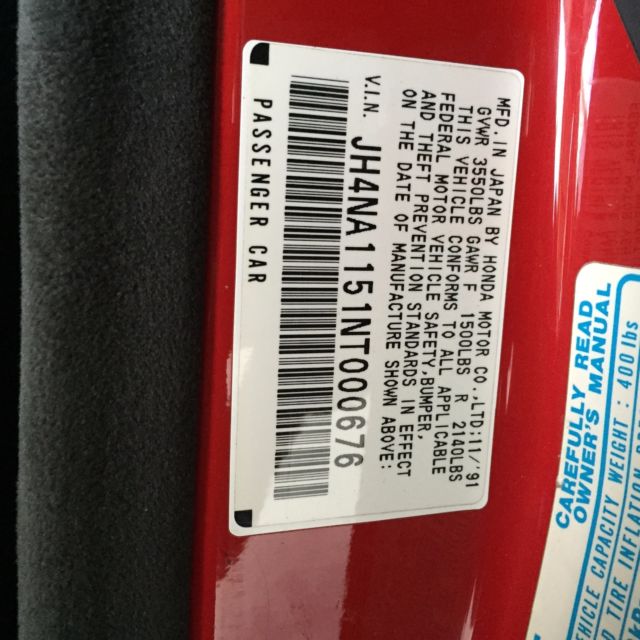 MFD. IN JAPAN BY HONDA MOTOR CO., LTD: 11/'91
GVWR 3550LBS GAWR F 1500LBS R 2140LBS
THIS VEHICLE CONFORMS TO ALL APPLICABLE
FEDERAL MOTOR VEHICLE SAFETY, BUMPER,
AND THEFT PREVENTION STANDARDS IN EFFECT
ON THE DATE OF MANUFACTURE SHOWN ABOVE:
V.I.N. JH4NA1151NT000676
PASSENGER CAR
CAREFULLY READ
OWNER'S MANUAL
VEHICLE CAPACITY WEIGHT : 400 lbs
TIRE INFLATION